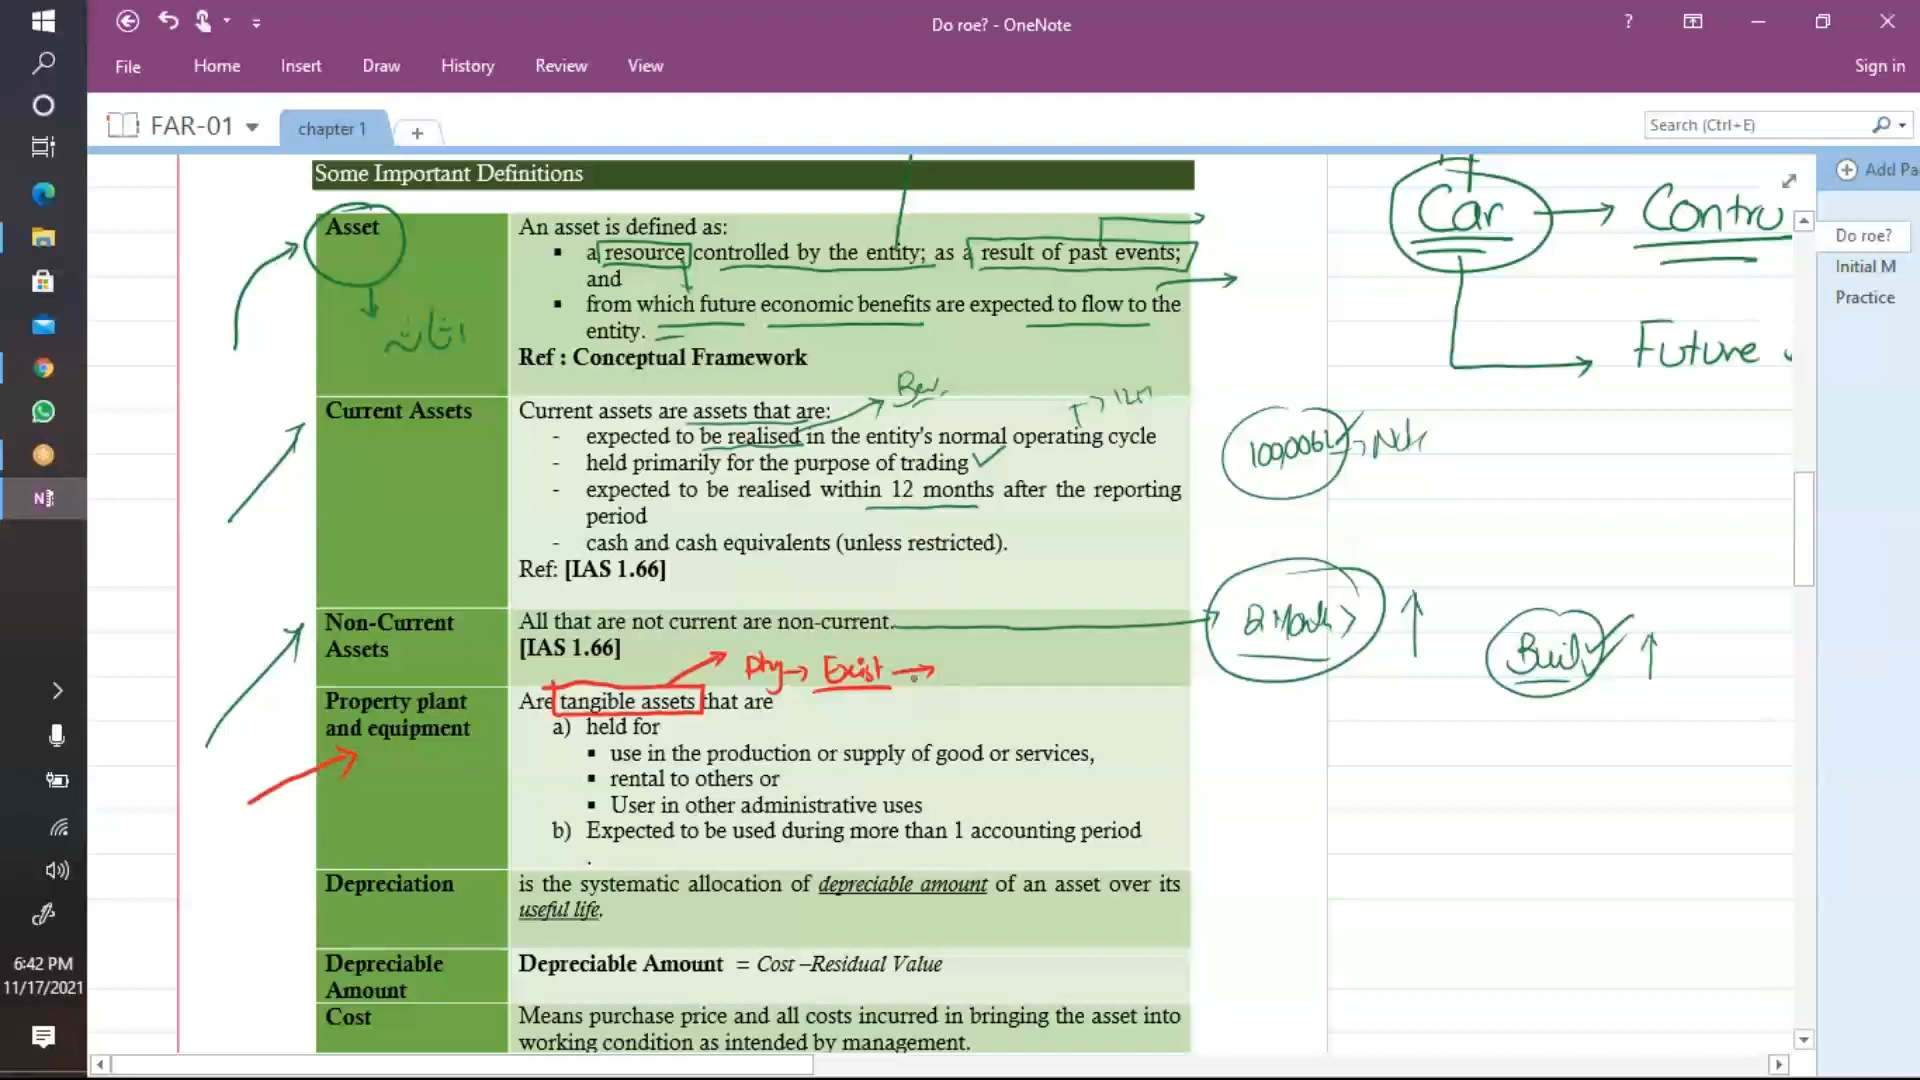 Do roe? - OneNote
File
Home
Insert
Draw
History
Review
View
Sign in
FAR-01
chapter 1
Search (Ctrl+E)
Add Pa
Do roe?
Initial M
Practice
Some Important Definitions
Asset
اثاثہ
An asset is defined as:
▪ a resource controlled by the entity; as a result of past events;
and
▪ from which future economic benefits are expected to flow to the
entity.
Ref : Conceptual Framework
Car
Contro
Future
Current Assets
Current assets are assets that are:
- expected to be realised in the entity's normal operating cycle
- held primarily for the purpose of trading
- expected to be realised within 12 months after the reporting
period
- cash and cash equivalents (unless restricted).
Ref: [IAS 1.66]
Non-Current
Assets
All that are not current are non-current.
[IAS 1.66]
Phy
Exist
Property plant
and equipment
Are tangible assets that are
a) held for
▪ use in the production or supply of good or services,
▪ rental to others or
▪ User in other administrative uses
b) Expected to be used during more than 1 accounting period
.
Depreciation
is the systematic allocation of depreciable amount of an asset over its
useful life.
Depreciable
Amount
Depreciable Amount = Cost –Residual Value
Cost
Means purchase price and all costs incurred in bringing the asset into
working condition as intended by management.
6:42 PM
11/17/2021